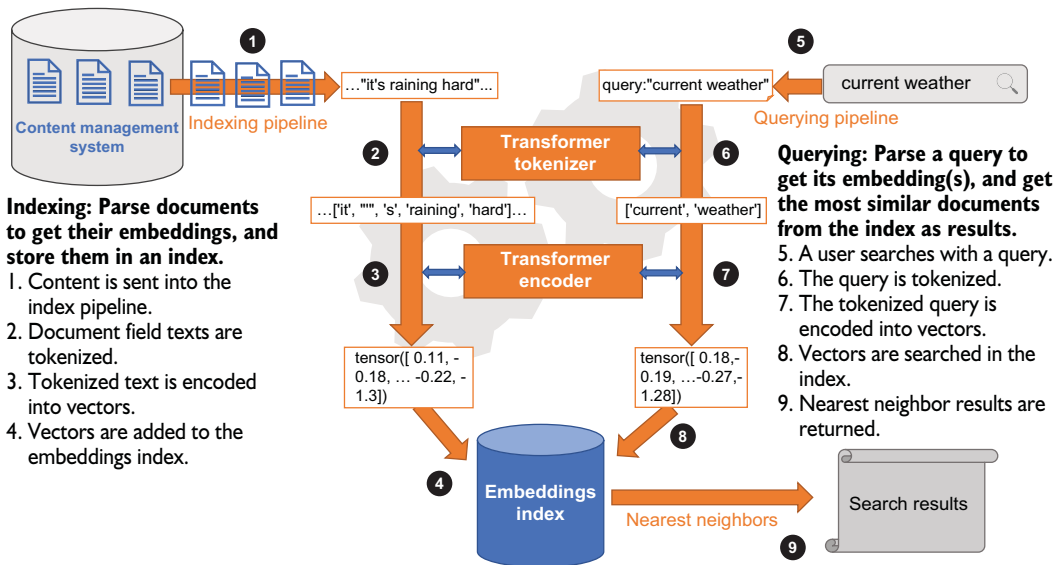 1
5
…"it's raining hard"...
query:"current weather"
current weather
Content management
system
Indexing pipeline
Querying pipeline
2
Transformer
tokenizer
6
Indexing: Parse documents
to get their embeddings, and
store them in an index.
1. Content is sent into the
index pipeline.
2. Document field texts are
tokenized.
3. Tokenized text is encoded
into vectors.
4. Vectors are added to the
embeddings index.
Querying: Parse a query to
get its embedding(s), and get
the most similar documents
from the index as results.
5. A user searches with a query.
6. The query is tokenized.
7. The tokenized query is
encoded into vectors.
8. Vectors are searched in the
index.
9. Nearest neighbor results are
returned.
…['it', "'", 's', 'raining', 'hard']…
['current', 'weather']
3
Transformer
encoder
7
tensor([ 0.11, -
0.18, … -0.22, -
1.3])
tensor([ 0.18,-
0.19, …-0.27,-
1.28])
8
4
Embeddings
index
Nearest neighbors
9
Search results